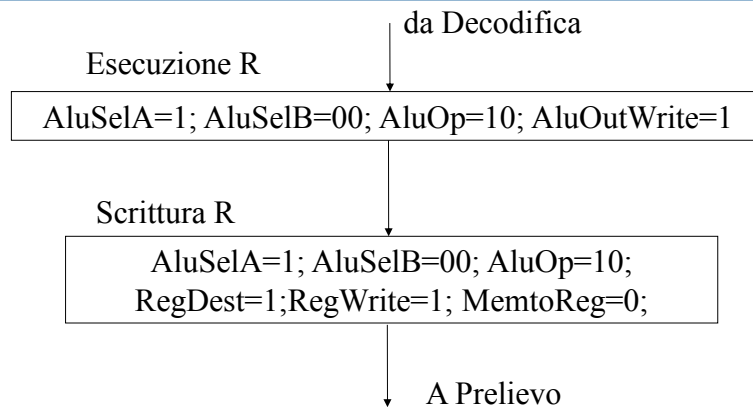 da Decodifica
Esecuzione R
AluSelA=1; AluSelB=00; AluOp=10; AluOutWrite=1
Scrittura R
AluSelA=1; AluSelB=00; AluOp=10;
RegDest=1;RegWrite=1; MemtoReg=0;
A Prelievo